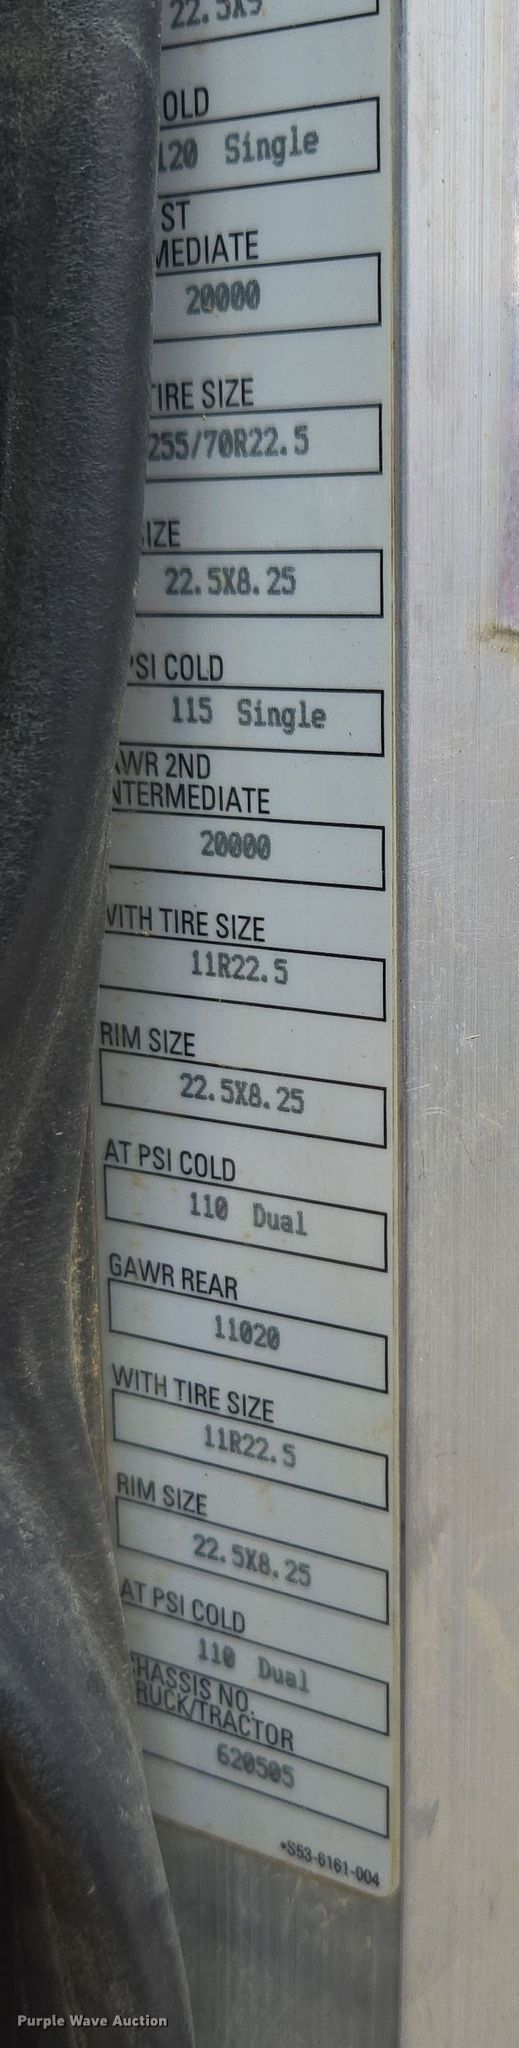 22.5X9
OLD
120 Single
ST
MEDIATE
20000
TIRE SIZE
255/70R22.5
IZE
22.5X8.25
PSI COLD
115 Single
AWR 2ND
NTERMEDIATE
20000
WITH TIRE SIZE
11R22.5
RIM SIZE
22.5X8.25
AT PSI COLD
110 Dual
GAWR REAR
11020
WITH TIRE SIZE
11R22.5
RIM SIZE
22.5X8.25
AT PSI COLD
110 Dual
HASSIS NO.
RUCK/TRACTOR
620505
*S53-6161-004
Purple Wave Auction